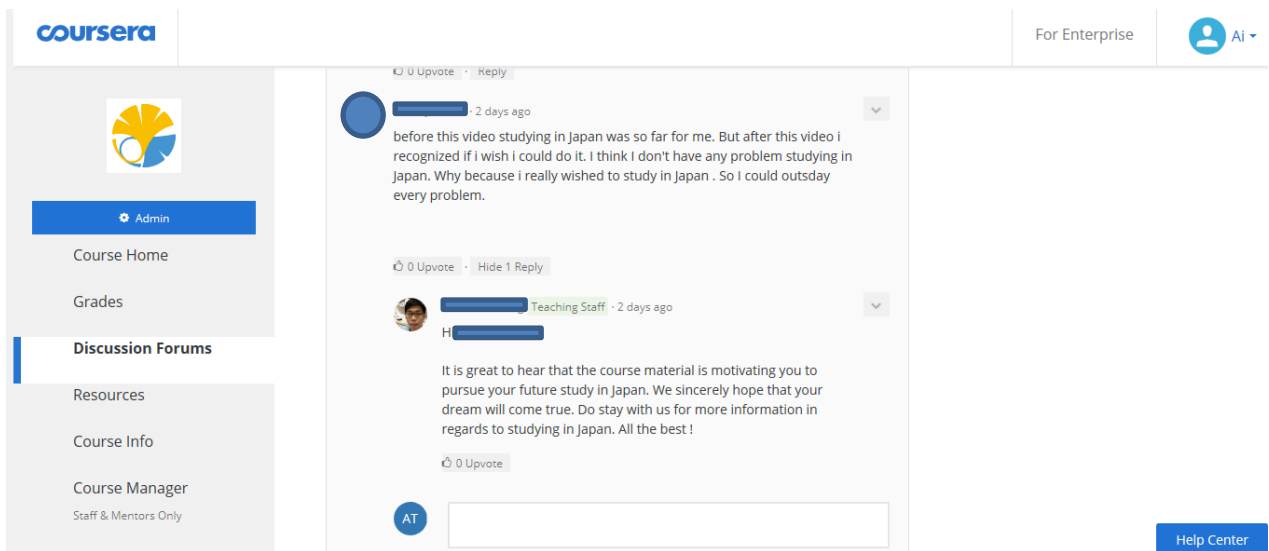 coursera
For Enterprise
Ai
0 Upvote · Reply
· 2 days ago
before this video studying in Japan was so far for me. But after this video i
recognized if i wish i could do it. I think I don't have any problem studying in
Japan. Why because i really wished to study in Japan . So I could outsday
every problem.
Admin
Course Home
0 Upvote · Hide 1 Reply
Grades
Teaching Staff · 2 days ago
H
Discussion Forums
It is great to hear that the course material is motivating you to
pursue your future study in Japan. We sincerely hope that your
dream will come true. Do stay with us for more information in
regards to studying in Japan. All the best !
Resources
Course Info
0 Upvote
Course Manager
Staff & Mentors Only
AT
Help Center